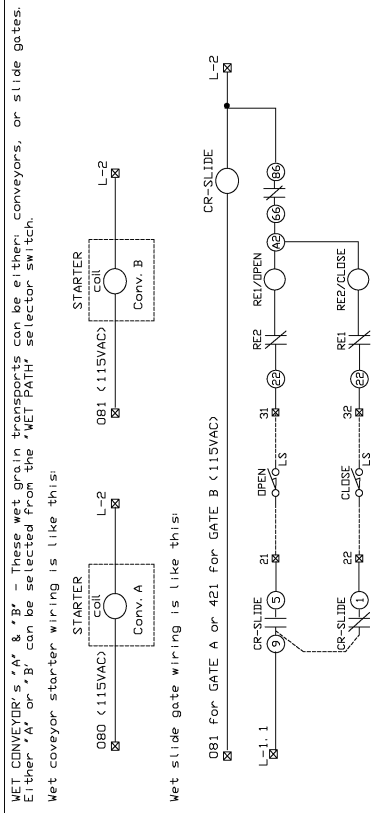 WET CONVEYOR's "A" & "B" - These wet grain transports can be either: conveyors, or slide gates.
Either "A" or "B" can be selected from the "WET PATH" selector switch.
Wet coveyor starter wiring is like this:
STARTER
coil
080 (115VAC)
L-2
Conv. A
STARTER
coil
081 (115VAC)
L-2
Conv. B
Wet slide gate wiring is like this:
081 for GATE A or 421 for GATE B (115VAC)
CR-SLIDE
L-2
L-1.1
CR-SLIDE
9
5
21
OPEN
LS
31
22
RE2
RE1/OPEN
A2
66
86
CR-SLIDE
1
22
CLOSE
LS
32
22
RE1
RE2/CLOSE